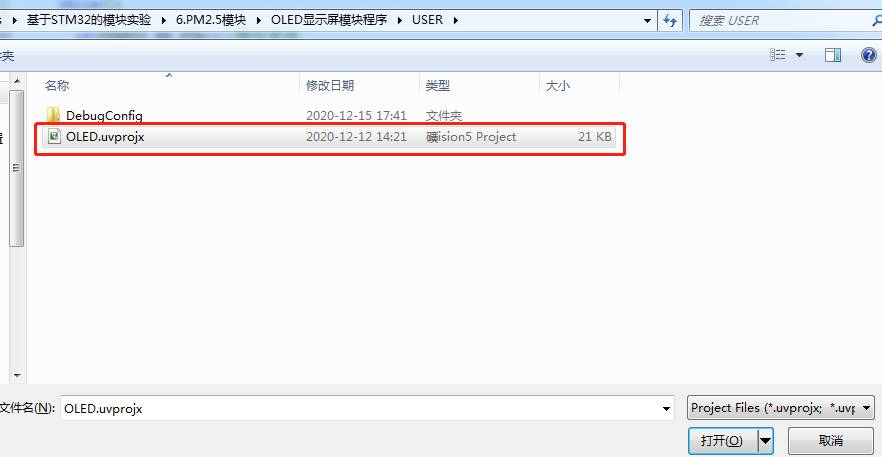 基于STM32的模块实验 6.PM2.5模块 OLED显示屏模块程序 USER 搜索 USER
夹
名称 修改日期 类型 大小
DebugConfig 2020-12-15 17:41 文件夹
OLED.uvprojx 2020-12-12 14:21 礦ision5 Project 21 KB
文件名(N): OLED.uvprojx Project Files (*.uvprojx; *.uvp
打开(O) 取消